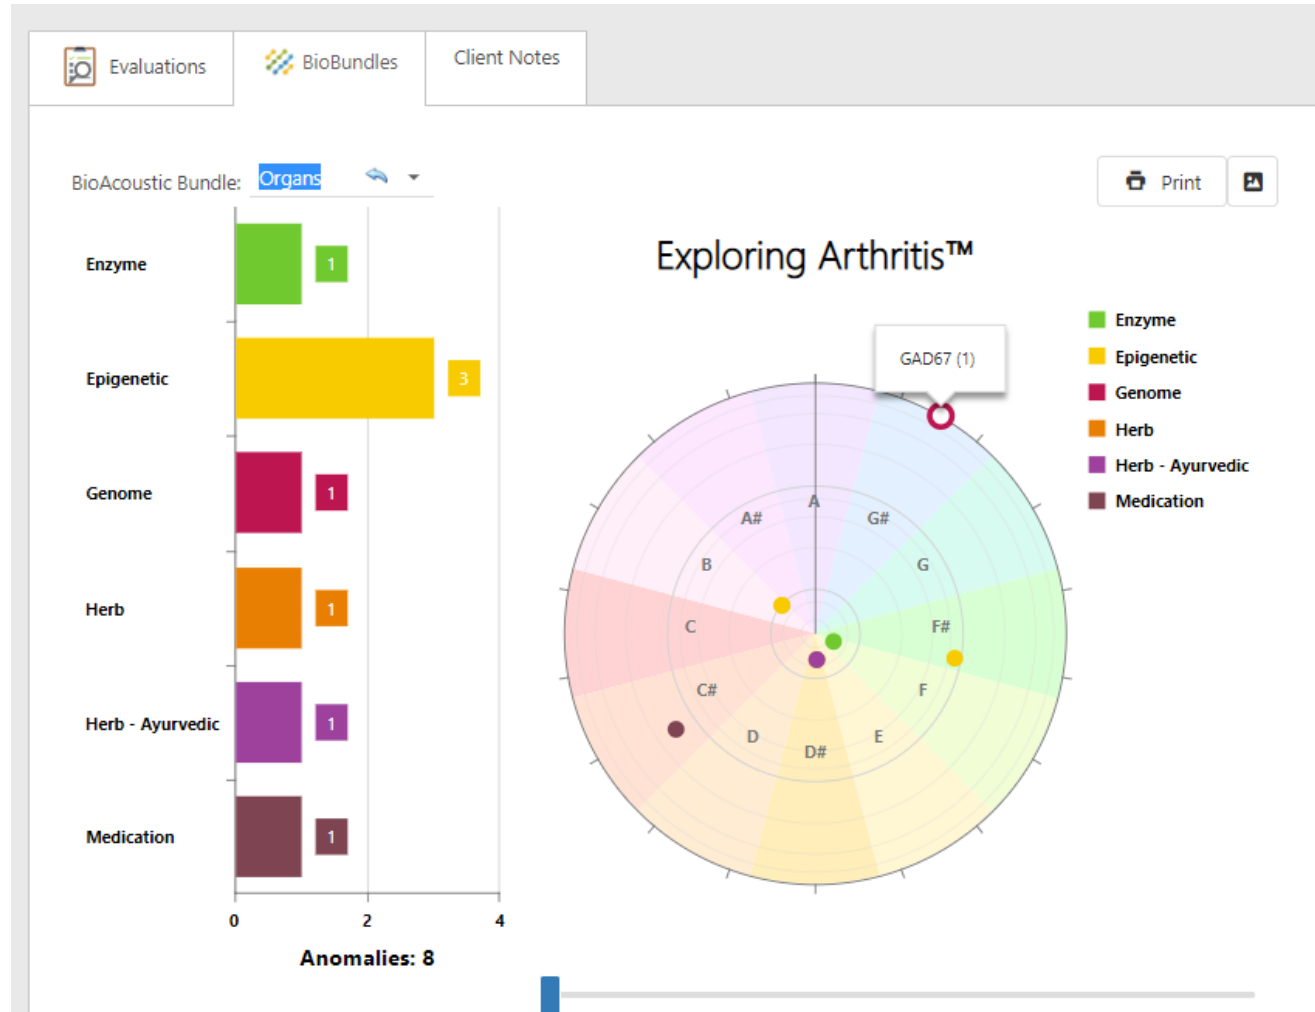 Evaluations
BioBundles
Client Notes
BioAcoustic Bundle: Organs
Print
Exploring Arthritis™
Enzyme
1
Epigenetic
3
Genome
1
Herb
1
Herb - Ayurvedic
1
Medication
1
0 2 4
Anomalies: 8
GAD67 (1)
A
A#
G#
B
G
C
F#
C#
F
D
E
D#
Enzyme
Epigenetic
Genome
Herb
Herb - Ayurvedic
Medication